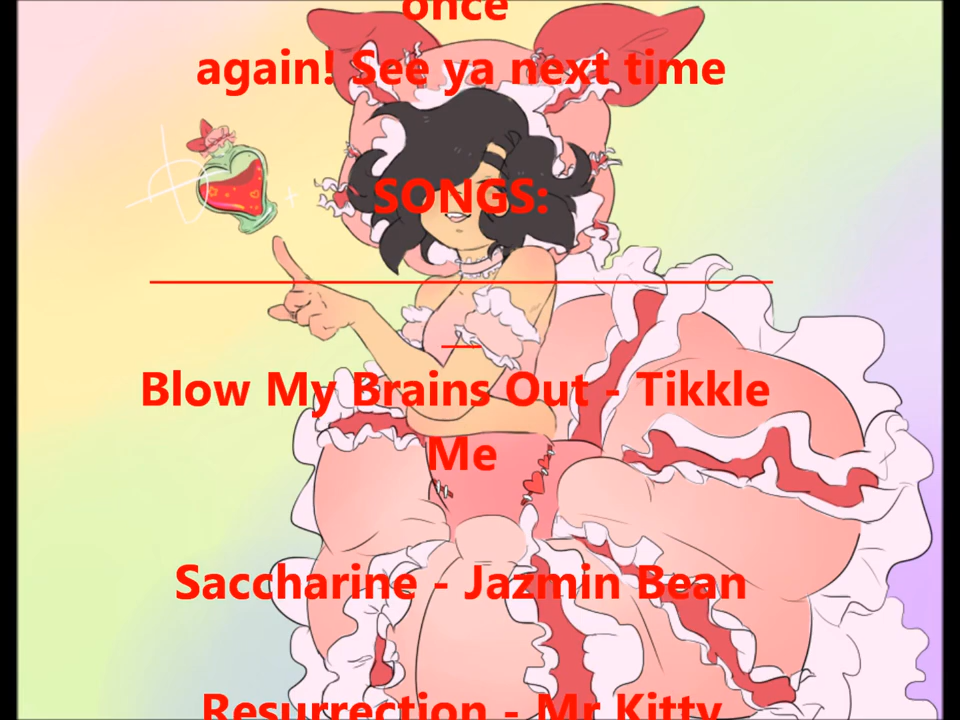 once
again! See ya next time
SONGS:
Blow My Brains Out - Tikkle
Me
Saccharine - Jazmin Bean
Resurrection - Mr Kitty